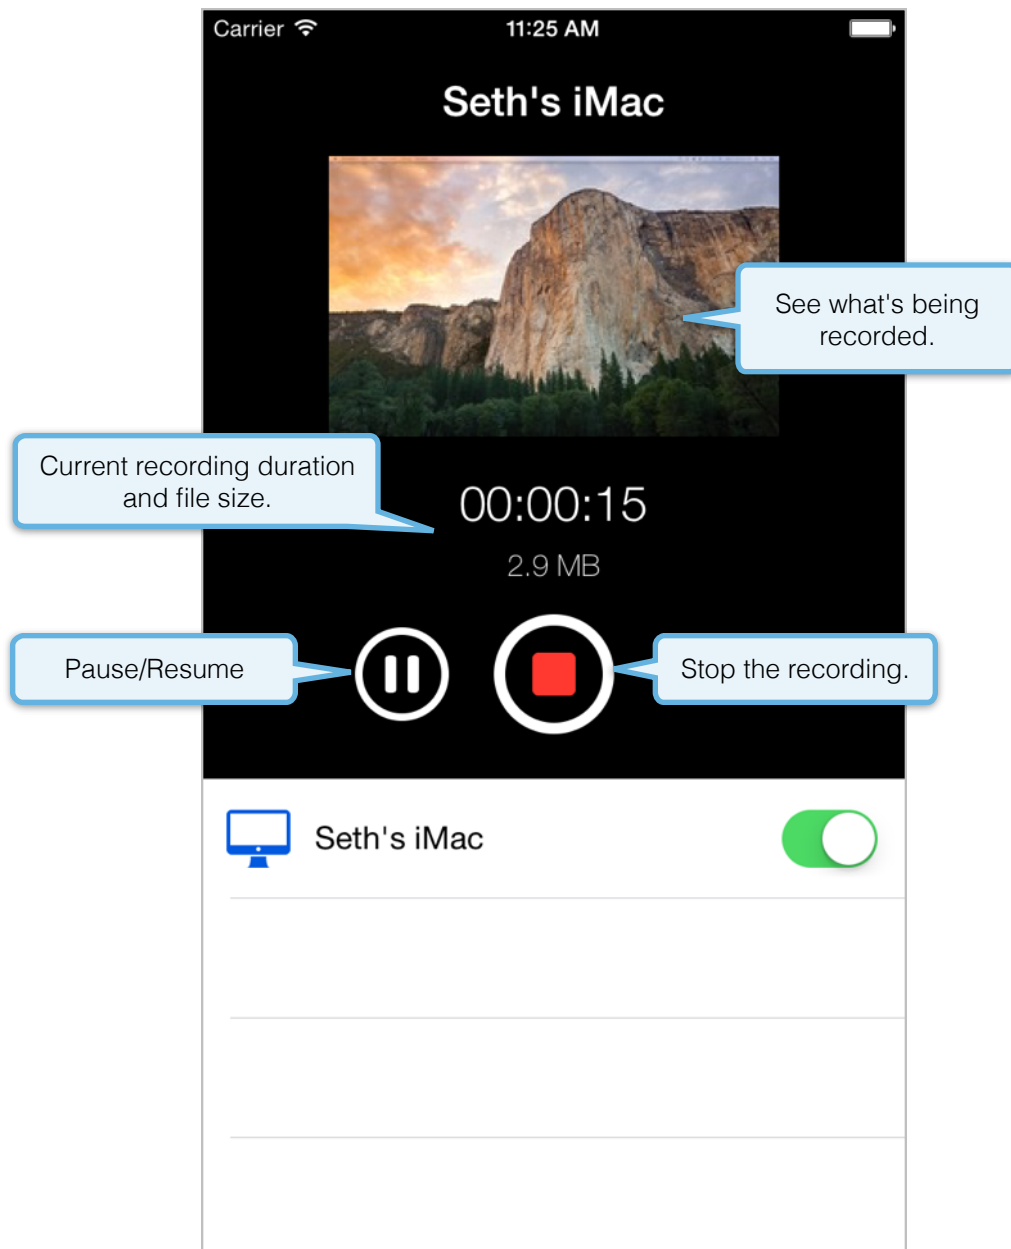 Carrier
11:25 AM
Seth's iMac
See what's being
recorded.
Current recording duration
and file size.
00:00:15
2.9 MB
Pause/Resume
Stop the recording.
Seth's iMac